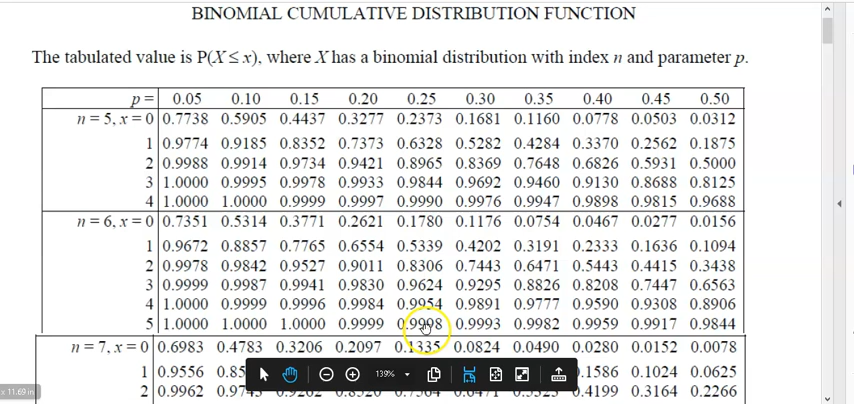 BINOMIAL CUMULATIVE DISTRIBUTION FUNCTION
The tabulated value is P(X ≤ x), where X has a binomial distribution with index n and parameter p.
p = 0.05 0.10 0.15 0.20 0.25 0.30 0.35 0.40 0.45 0.50
n = 5, x = 0 0.7738 0.5905 0.4437 0.3277 0.2373 0.1681 0.1160 0.0778 0.0503 0.0312
1 0.9774 0.9185 0.8352 0.7373 0.6328 0.5282 0.4284 0.3370 0.2562 0.1875
2 0.9988 0.9914 0.9734 0.9421 0.8965 0.8369 0.7648 0.6826 0.5931 0.5000
3 1.0000 0.9995 0.9978 0.9933 0.9844 0.9692 0.9460 0.9130 0.8688 0.8125
4 1.0000 1.0000 0.9999 0.9997 0.9990 0.9976 0.9947 0.9898 0.9815 0.9688
n = 6, x = 0 0.7351 0.5314 0.3771 0.2621 0.1780 0.1176 0.0754 0.0467 0.0277 0.0156
1 0.9672 0.8857 0.7765 0.6554 0.5339 0.4202 0.3191 0.2333 0.1636 0.1094
2 0.9978 0.9842 0.9527 0.9011 0.8306 0.7443 0.6471 0.5443 0.4415 0.3438
3 0.9999 0.9987 0.9941 0.9830 0.9624 0.9295 0.8826 0.8208 0.7447 0.6563
4 1.0000 0.9999 0.9996 0.9984 0.9954 0.9891 0.9777 0.9590 0.9308 0.8906
5 1.0000 1.0000 1.0000 0.9999 0.9998 0.9993 0.9982 0.9959 0.9917 0.9844
n = 7, x = 0 0.6983 0.4783 0.3206 0.2097 0.1335 0.0824 0.0490 0.0280 0.0152 0.0078
1 0.9556 .1586 0.1024 0.0625
2 0.9962 0.4199 0.3164 0.2266
139%
x 11.69 in